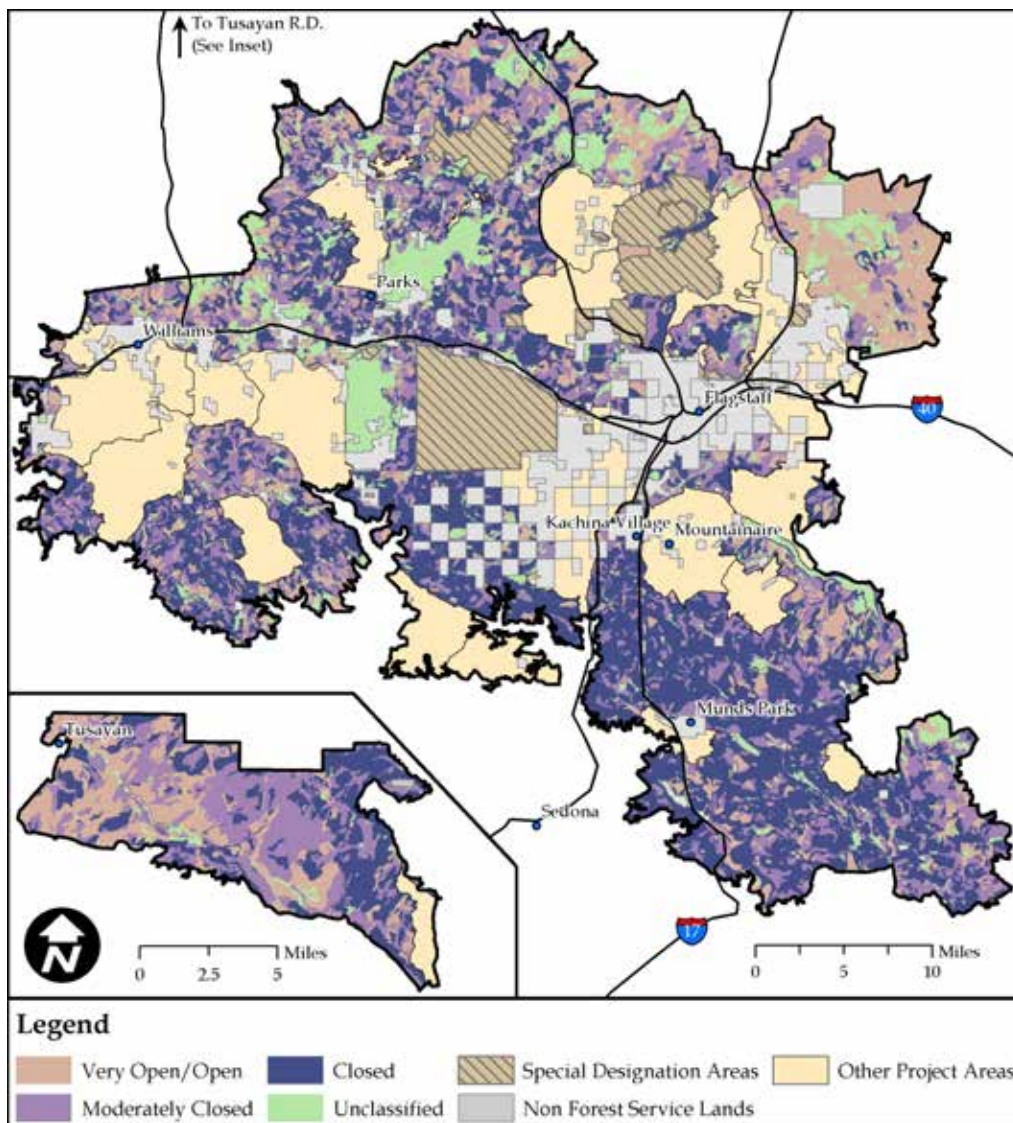 To Tusayan R.D.
(See Inset)
Parks
Williams
Flagstaff
40
Kachina Village
Mountainaire
Munds Park
Tusayan
Sedona
17
N
Miles
0 2.5 5
Miles
0 5 10
Legend
Very Open/Open
Closed
Special Designation Areas
Other Project Areas
Moderately Closed
Unclassified
Non Forest Service Lands